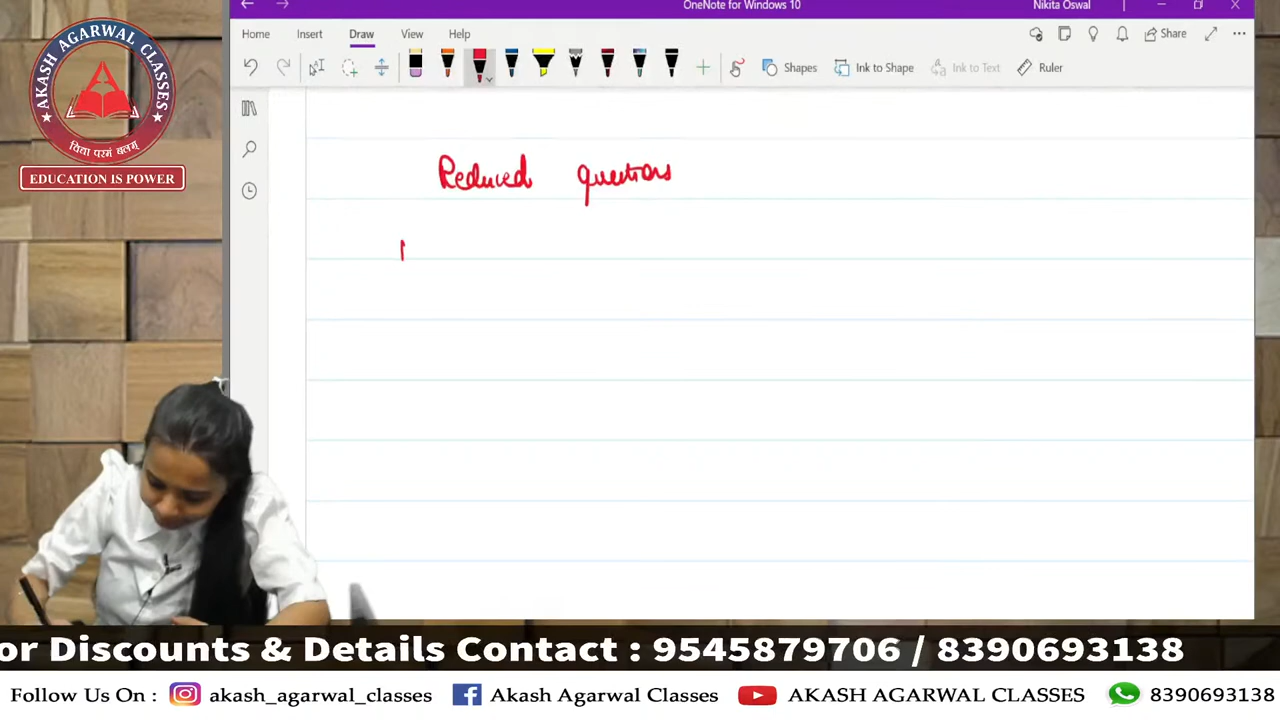 OneNote for Windows 10
Nikita Oswal
Home Insert Draw View Help
Share
Shapes Ink to Shape Ink to Text Ruler
AKASH AGARWAL CLASSES
विद्या परमं बलम्
EDUCATION IS POWER
Reduced questions
or Discounts & Details Contact : 9545879706 / 8390693138
Follow Us On : akash_agarwal_classes Akash Agarwal Classes AKASH AGARWAL CLASSES 8390693138